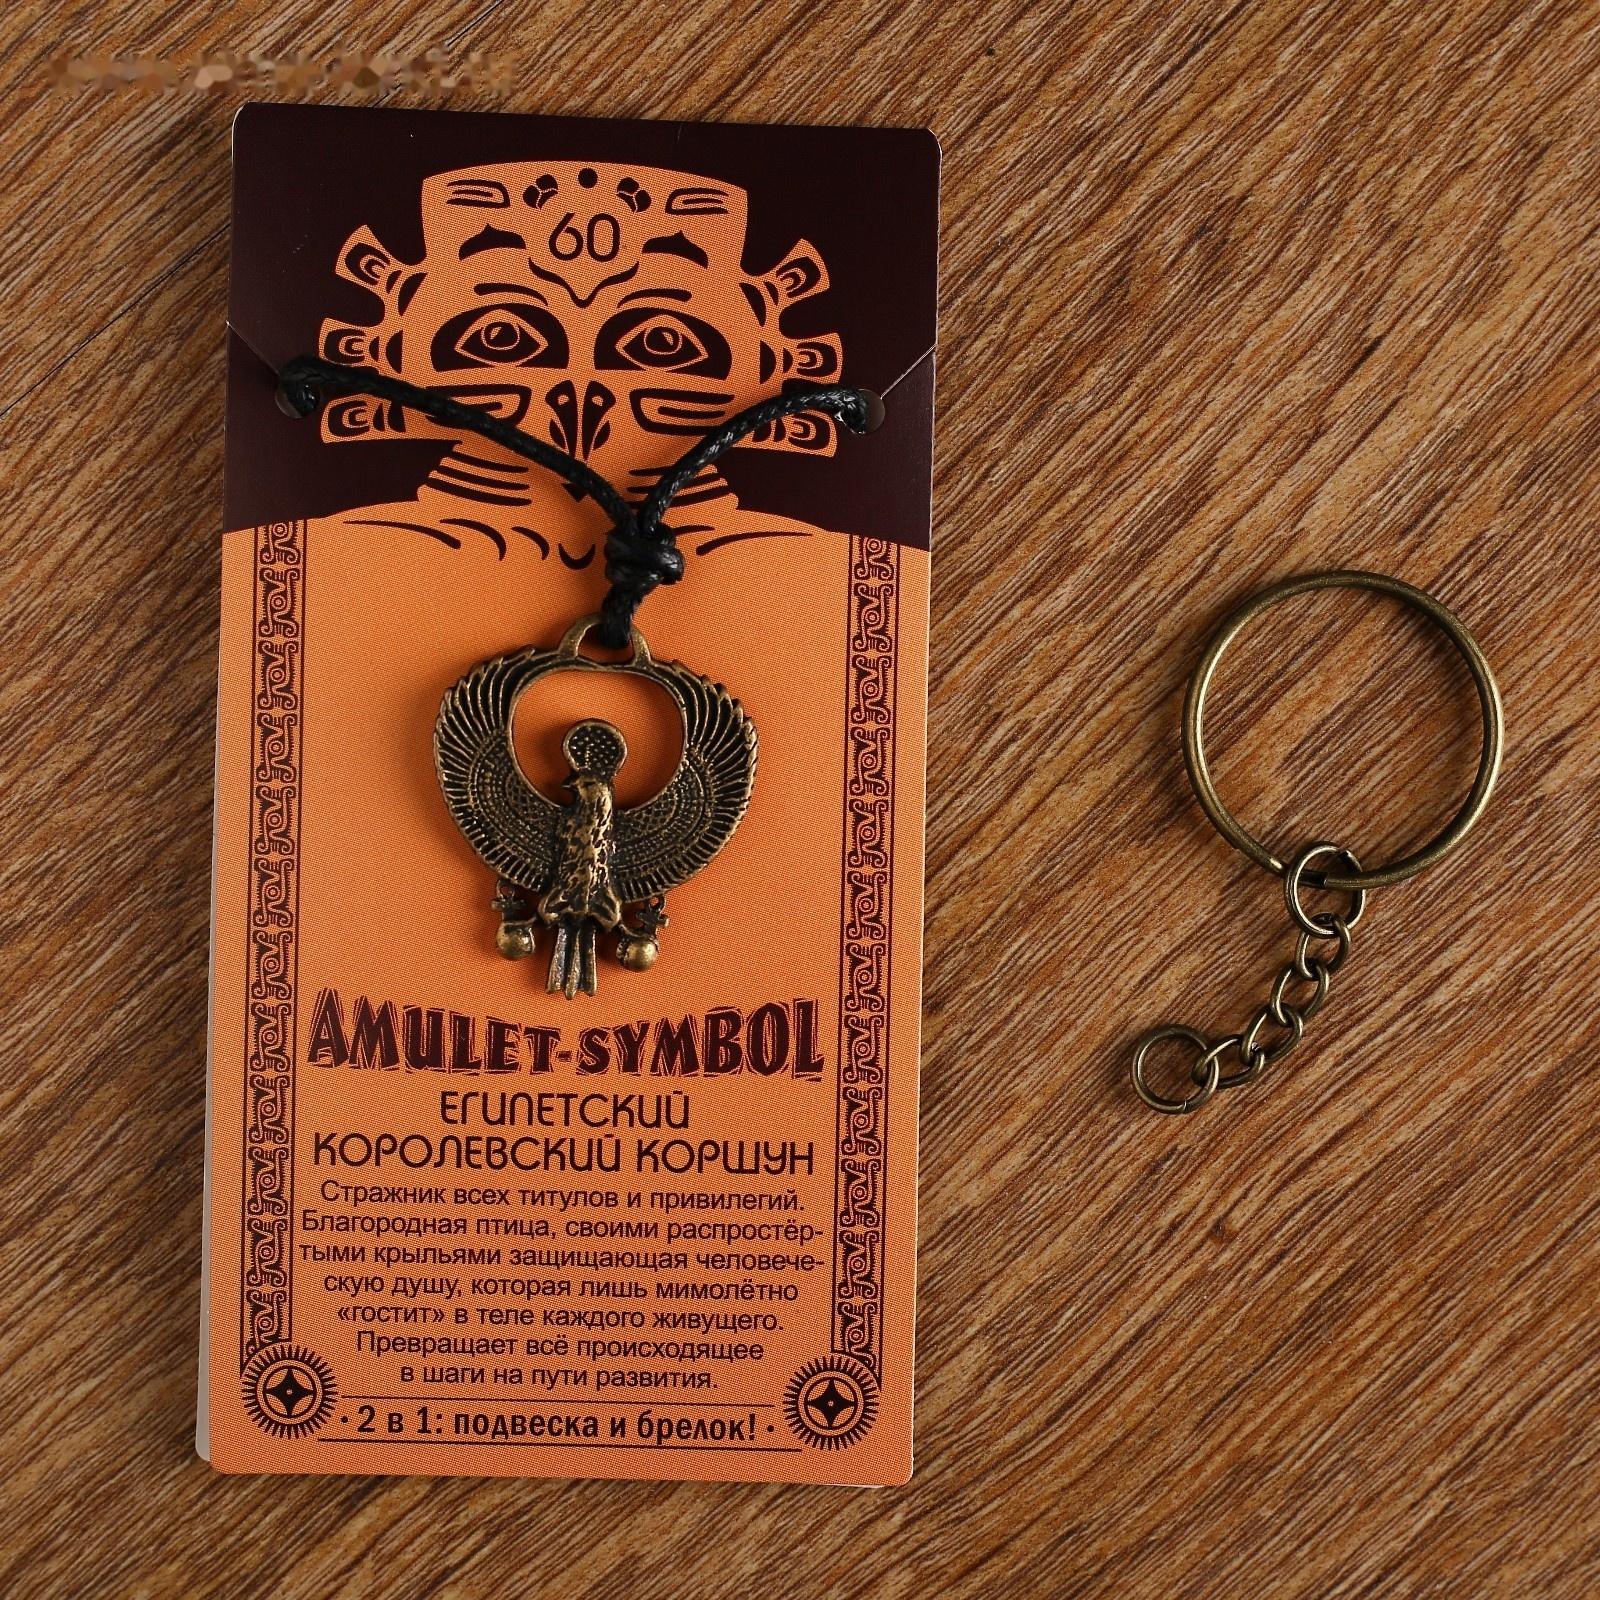 60
AMULET-SYMBOL
ЕГИПЕТСКИЙ
КОРОЛЕВСКИЙ КОРШУН
Стражник всех титулов и привилегий.
Благородная птица, своими распростёр-
тыми крыльями защищающая человече-
скую душу, которая лишь мимолётно
«гостит» в теле каждого живущего.
Превращает всё происходящее
в шаги на пути развития.
· 2 в 1: подвеска и брелок! ·